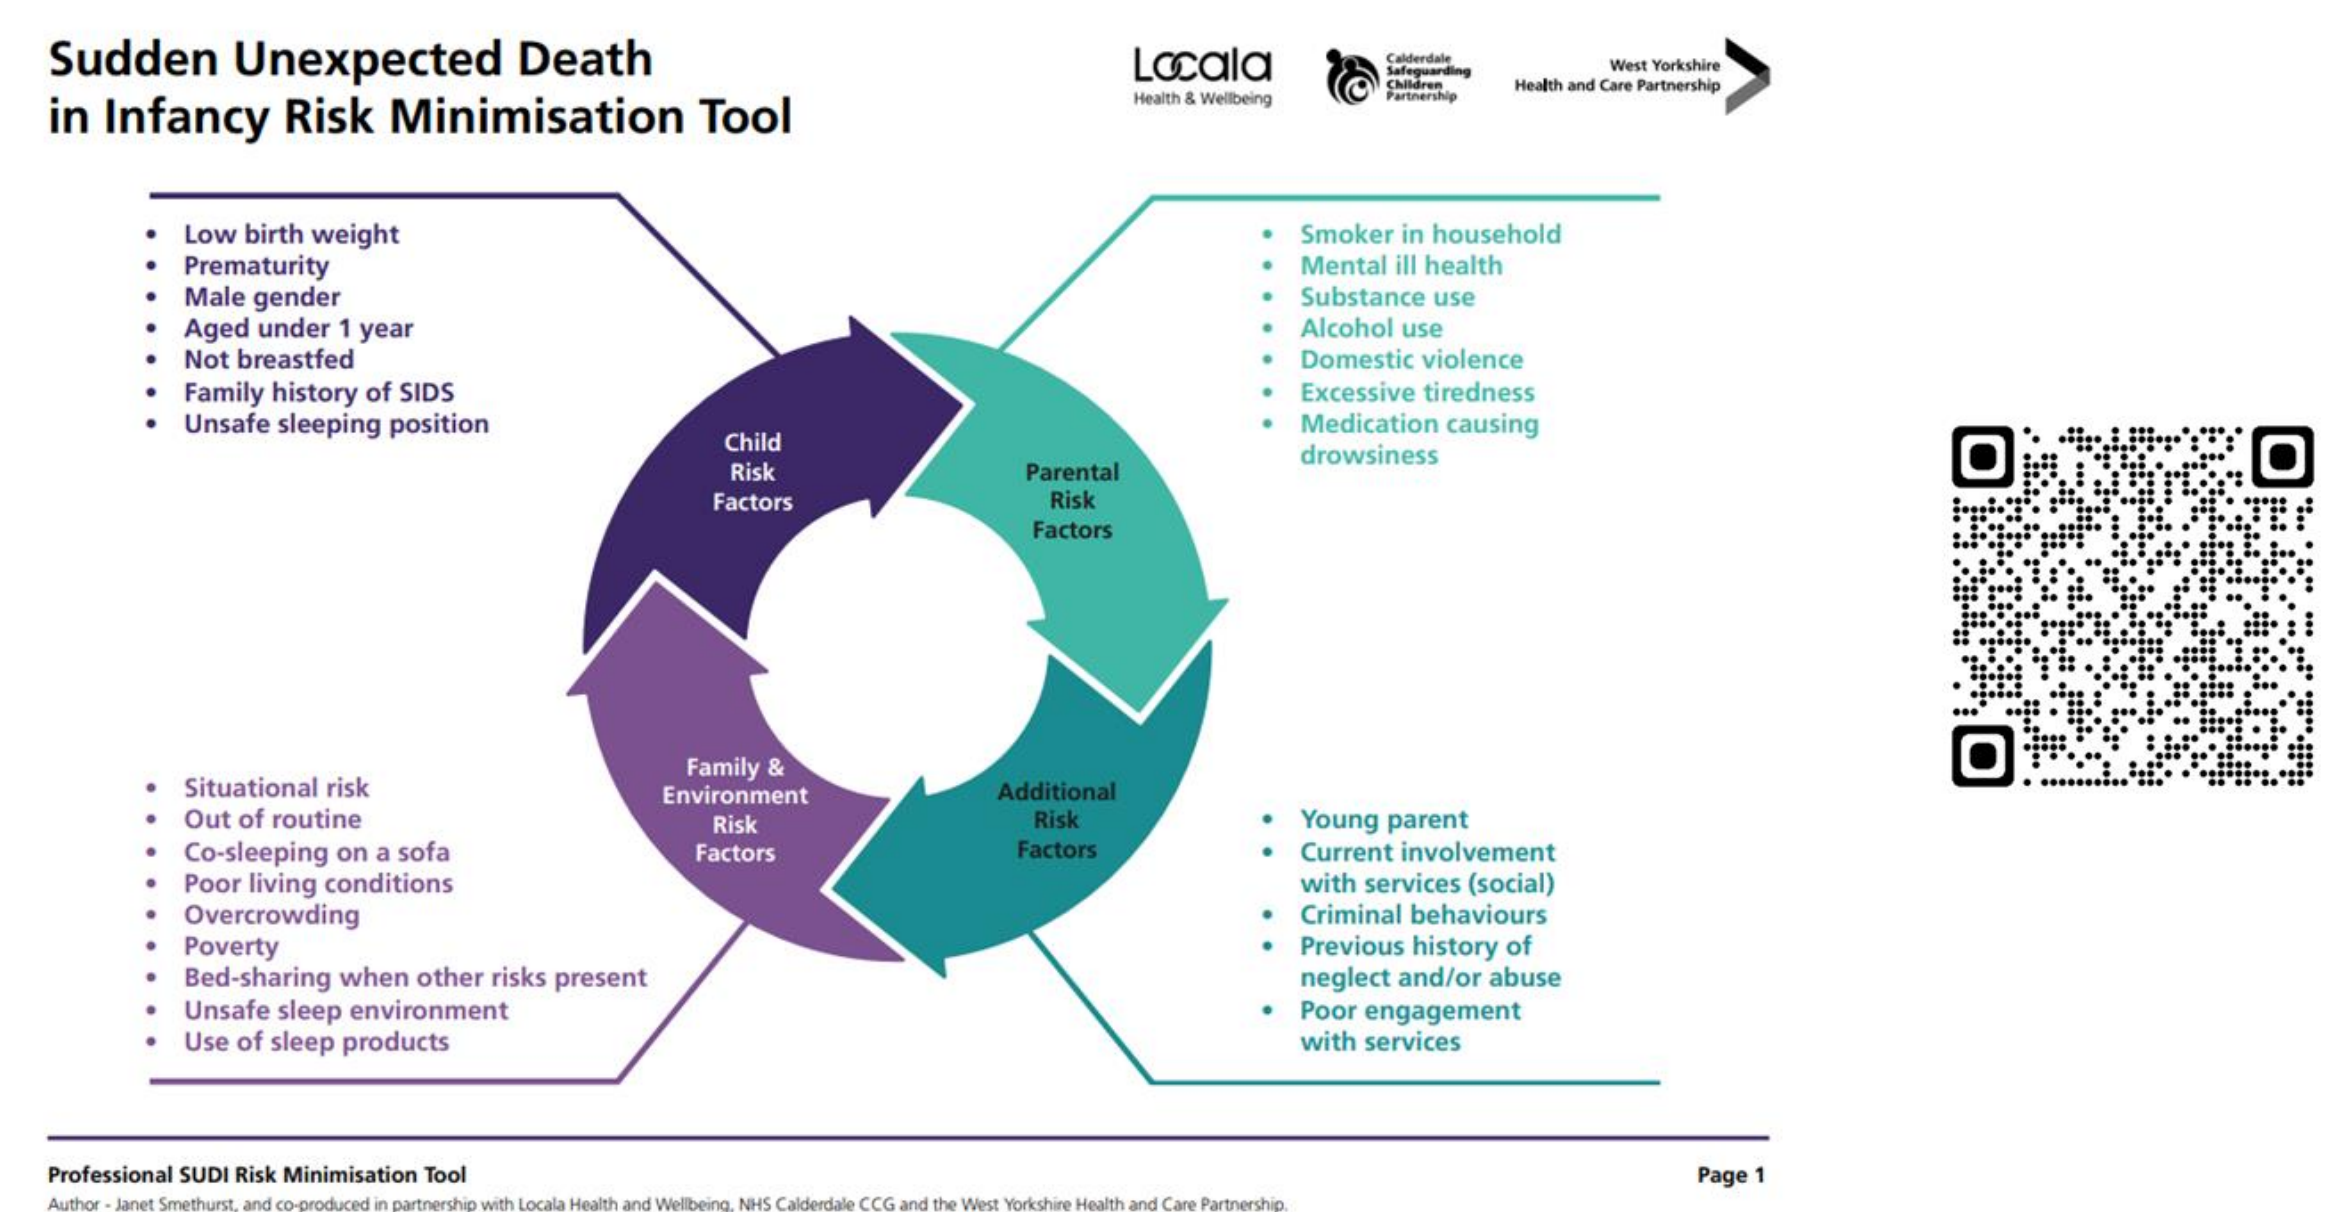 Sudden Unexpected Death
in Infancy Risk Minimisation Tool
Locala
Health & Wellbeing
Calderdale
Safeguarding
Children
Partnership
West Yorkshire
Health and Care Partnership
• Low birth weight
• Prematurity
• Male gender
• Aged under 1 year
• Not breastfed
• Family history of SIDS
• Unsafe sleeping position
• Smoker in household
• Mental ill health
• Substance use
• Alcohol use
• Domestic violence
• Excessive tiredness
• Medication causing
drowsiness
Child
Risk
Factors
Parental
Risk
Factors
Family &
Environment
Risk
Factors
Additional
Risk
Factors
• Situational risk
• Out of routine
• Co-sleeping on a sofa
• Poor living conditions
• Overcrowding
• Poverty
• Bed-sharing when other risks present
• Unsafe sleep environment
• Use of sleep products
• Young parent
• Current involvement
with services (social)
• Criminal behaviours
• Previous history of
neglect and/or abuse
• Poor engagement
with services
Professional SUDI Risk Minimisation Tool
Page 1
Author - Janet Smethurst, and co-produced in partnership with Locala Health and Wellbeing, NHS Calderdale CCG and the West Yorkshire Health and Care Partnership.